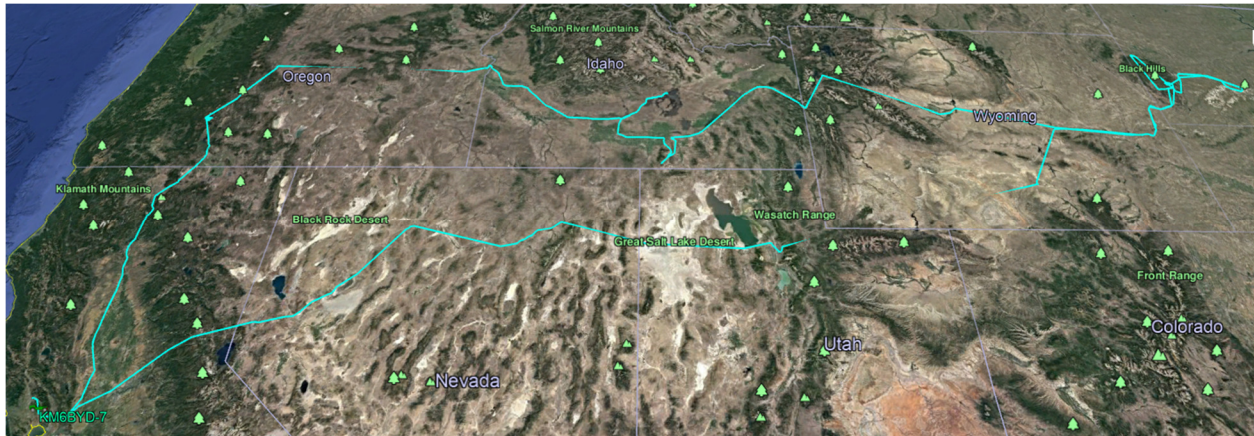 Salmon River Mountains
Idaho
Oregon
Black Hills
Wyoming
Klamath Mountains
Black Rock Desert
Great Salt Lake Desert
Wasatch Range
Front Range
Colorado
Utah
Nevada
KM6BYD-7